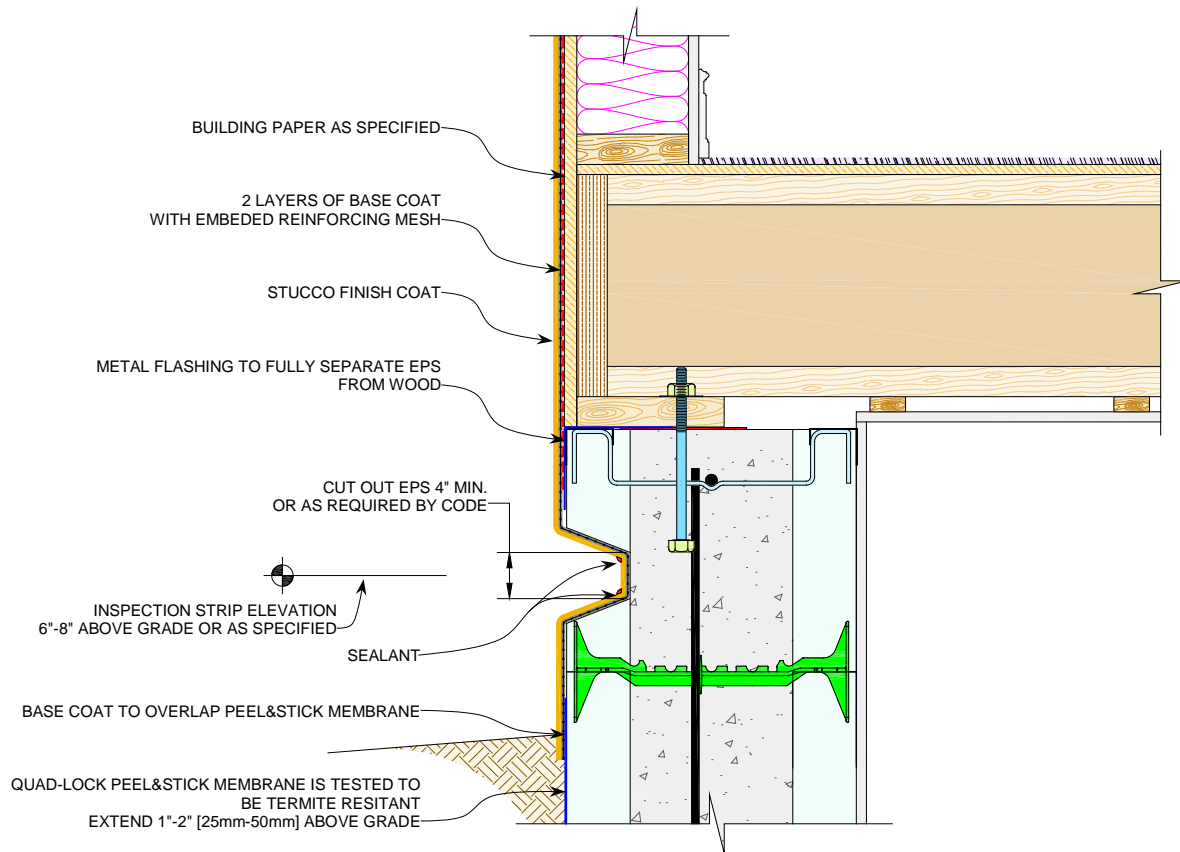 BUILDING PAPER AS SPECIFIED
2 LAYERS OF BASE COAT
WITH EMBEDED REINFORCING MESH
STUCCO FINISH COAT
METAL FLASHING TO FULLY SEPARATE EPS
FROM WOOD
CUT OUT EPS 4" MIN.
OR AS REQUIRED BY CODE
INSPECTION STRIP ELEVATION
6"-8" ABOVE GRADE OR AS SPECIFIED
SEALANT
BASE COAT TO OVERLAP PEEL&STICK MEMBRANE
QUAD-LOCK PEEL&STICK MEMBRANE IS TESTED TO
BE TERMITE RESITANT
EXTEND 1"-2" [25mm-50mm] ABOVE GRADE